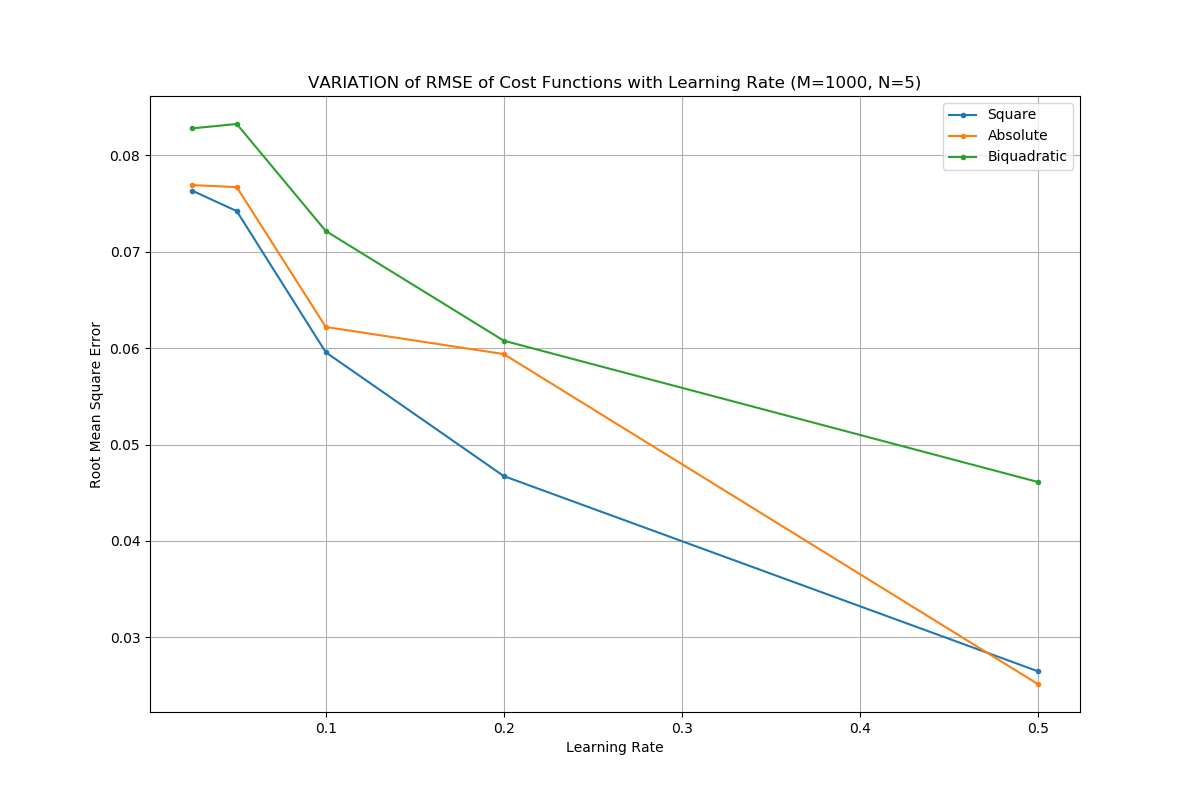 VARIATION of RMSE of Cost Functions with Learning Rate (M=1000, N=5)
Square
Absolute
Biquadratic
0.08
0.07
0.06
0.05
0.04
0.03
Root Mean Square Error
0.1 0.2 0.3 0.4 0.5
Learning Rate